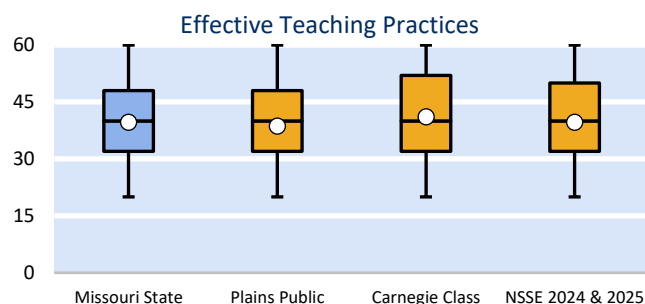 Effective Teaching Practices
60
45
30
15
0
Missouri State
Plains Public
Carnegie Class
NSSE 2024 & 2025